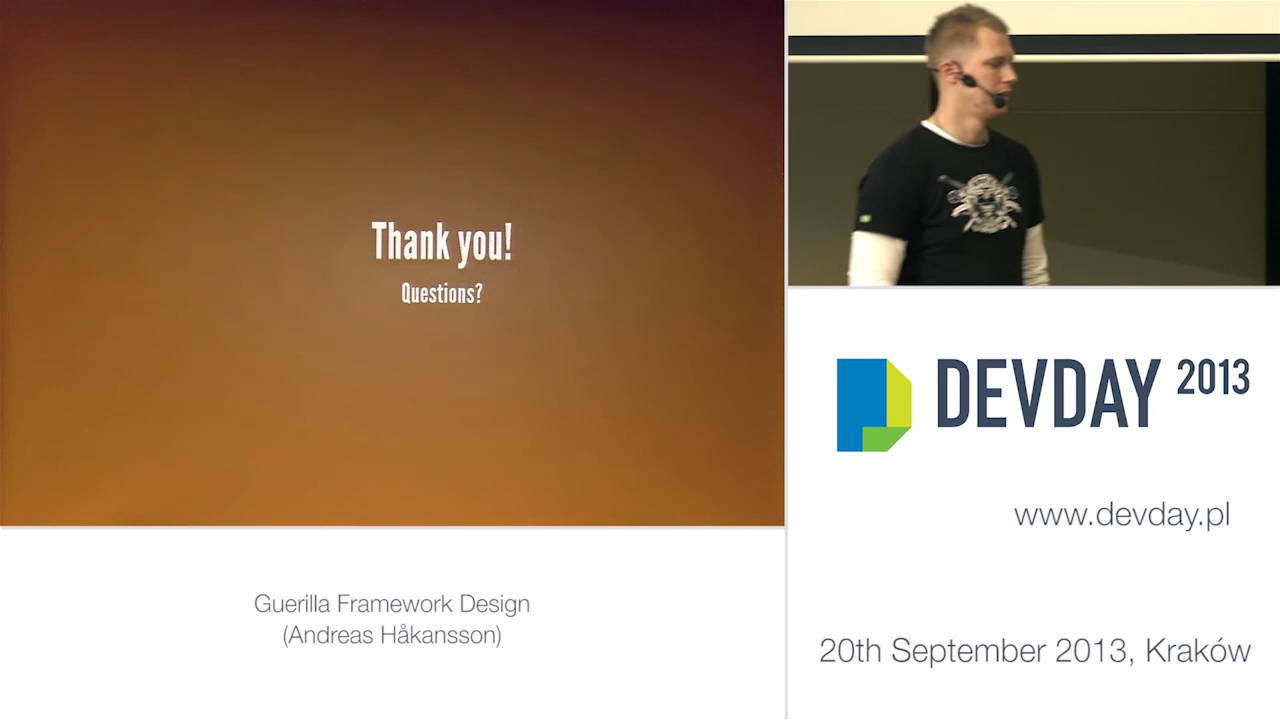 Thank you!
Questions?
DEVDAY 2013
www.devday.pl
Guerilla Framework Design
(Andreas Håkansson)
20th September 2013, Kraków